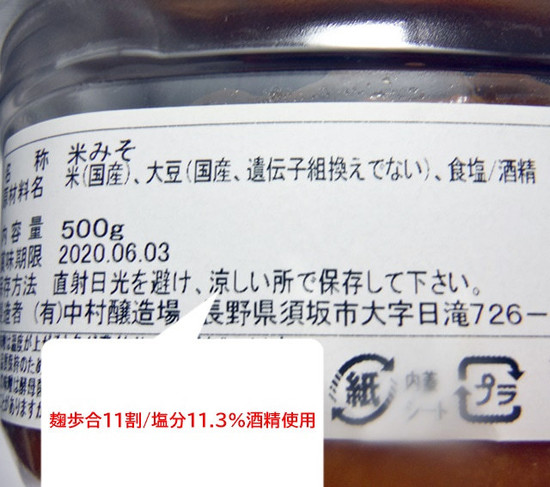 名 称 米みそ
原材料名 米(国産)、大豆(国産、遺伝子組換えでない)、食塩/酒精
内容量 500g
賞味期限 2020.06.03
保存方法 直射日光を避け、涼しい所で保存して下さい。
製造者 (有)中村醸造場 長野県須坂市大字日滝726-
麹歩合11割/塩分11.3%酒精使用
紙
内蓋
シート
プラ